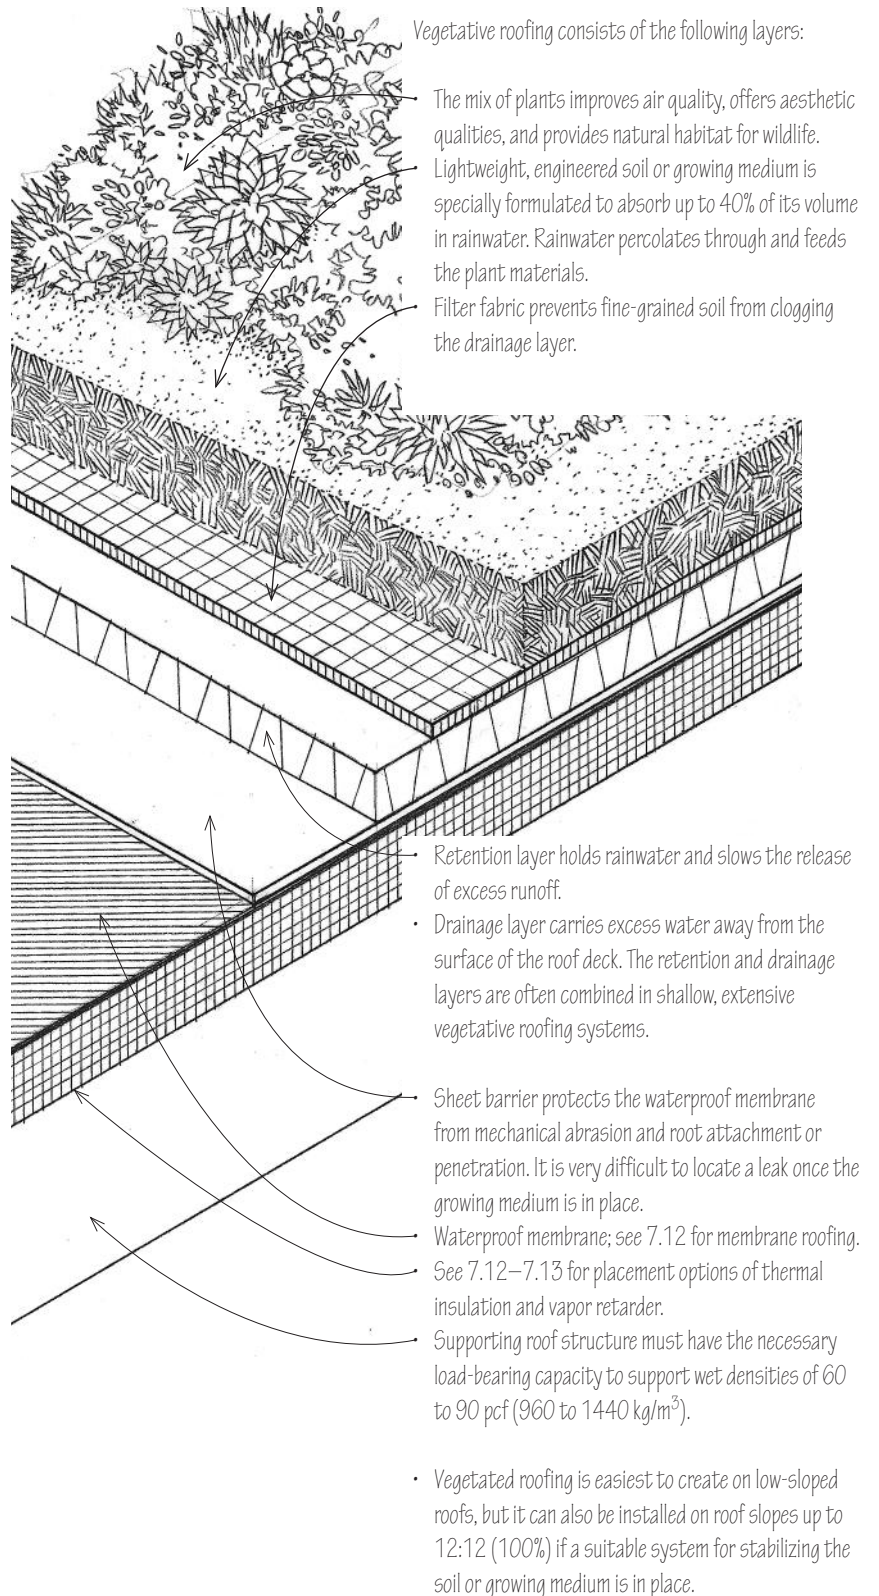 Vegetative roofing consists of the following layers:
• The mix of plants improves air quality, offers aesthetic
qualities, and provides natural habitat for wildlife.
• Lightweight, engineered soil or growing medium is
specially formulated to absorb up to 40% of its volume
in rainwater. Rainwater percolates through and feeds
the plant materials.
• Filter fabric prevents fine-grained soil from clogging
the drainage layer.
• Retention layer holds rainwater and slows the release
of excess runoff.
• Drainage layer carries excess water away from the
surface of the roof deck. The retention and drainage
layers are often combined in shallow, extensive
vegetative roofing systems.
• Sheet barrier protects the waterproof membrane
from mechanical abrasion and root attachment or
penetration. It is very difficult to locate a leak once the
growing medium is in place.
• Waterproof membrane; see 7.12 for membrane roofing.
• See 7.12–7.13 for placement options of thermal
insulation and vapor retarder.
• Supporting roof structure must have the necessary
load-bearing capacity to support wet densities of 60
to 90 pcf (960 to 1440 kg/m³).
• Vegetated roofing is easiest to create on low-sloped
roofs, but it can also be installed on roof slopes up to
12:12 (100%) if a suitable system for stabilizing the
soil or growing medium is in place.